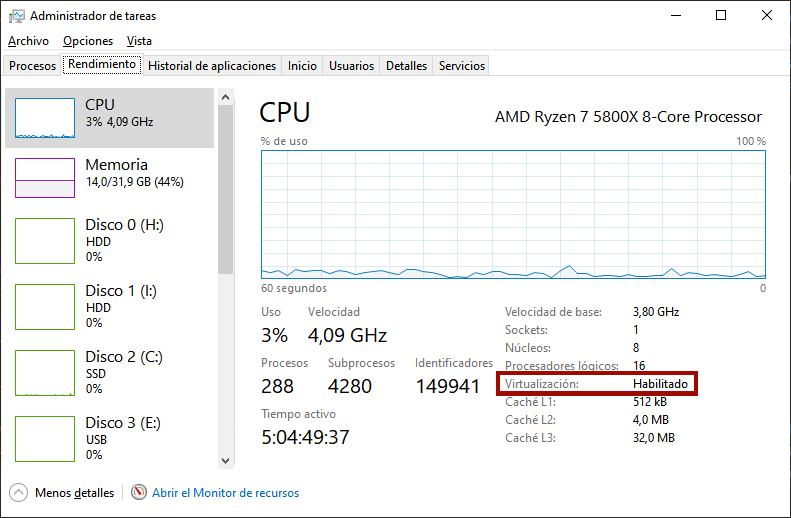 Administrador de tareas
Archivo Opciones Vista
Procesos Rendimiento Historial de aplicaciones Inicio Usuarios Detalles Servicios
CPU
3% 4,09 GHz
Memoria
14,0/31,9 GB (44%)
Disco 0 (H:)
HDD
0%
Disco 1 (I:)
HDD
0%
Disco 2 (C:)
SSD
0%
Disco 3 (E:)
USB
0%
CPU AMD Ryzen 7 5800X 8-Core Processor
% de uso 100 %
60 segundos 0
Uso Velocidad
3% 4,09 GHz
Procesos Subprocesos Identificadores
288 4280 149941
Tiempo activo
5:04:49:37
Velocidad de base: 3,80 GHz
Sockets: 1
Núcleos: 8
Procesadores lógicos: 16
Virtualización: Habilitado
Caché L1: 512 kB
Caché L2: 4,0 MB
Caché L3: 32,0 MB
Menos detalles Abrir el Monitor de recursos